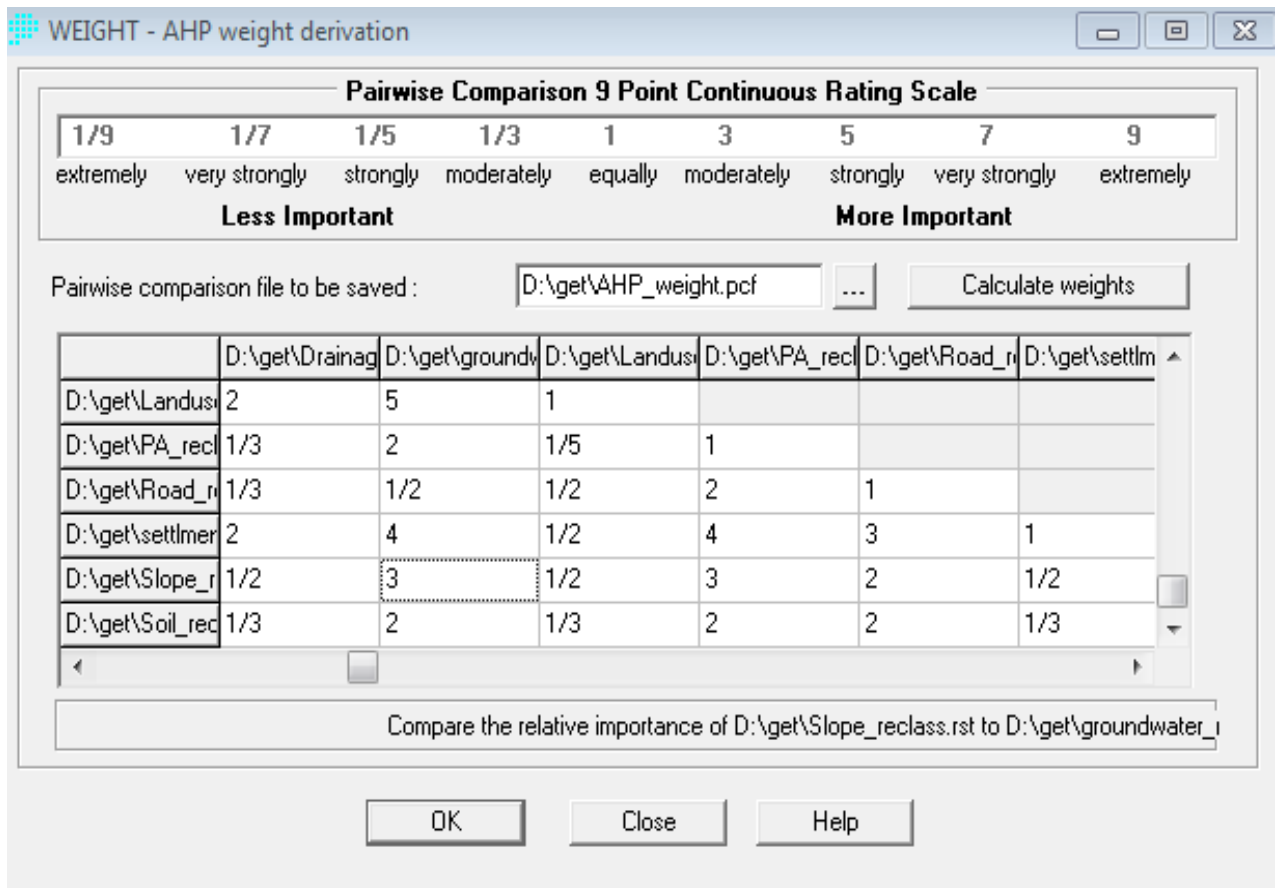 WEIGHT - AHP weight derivation
Pairwise Comparison 9 Point Continuous Rating Scale
1/9 1/7 1/5 1/3 1 3 5 7 9
extremely very strongly strongly moderately equally moderately strongly very strongly extremely
Less Important More Important
Pairwise comparison file to be saved : D:\get\AHP_weight.pcf ... Calculate weights
D:\get\Drainag D:\get\groundw D:\get\Landus D:\get\PA_recl D:\get\Road_r D:\get\settlm
D:\get\Landus 2 5 1
D:\get\PA_recl 1/3 2 1/5 1
D:\get\Road_r 1/3 1/2 1/2 2 1
D:\get\settlmer 2 4 1/2 4 3 1
D:\get\Slope_r 1/2 3 1/2 3 2 1/2
D:\get\Soil_rec 1/3 2 1/3 2 2 1/3
Compare the relative importance of D:\get\Slope_reclass.rst to D:\get\groundwater_r
OK Close Help